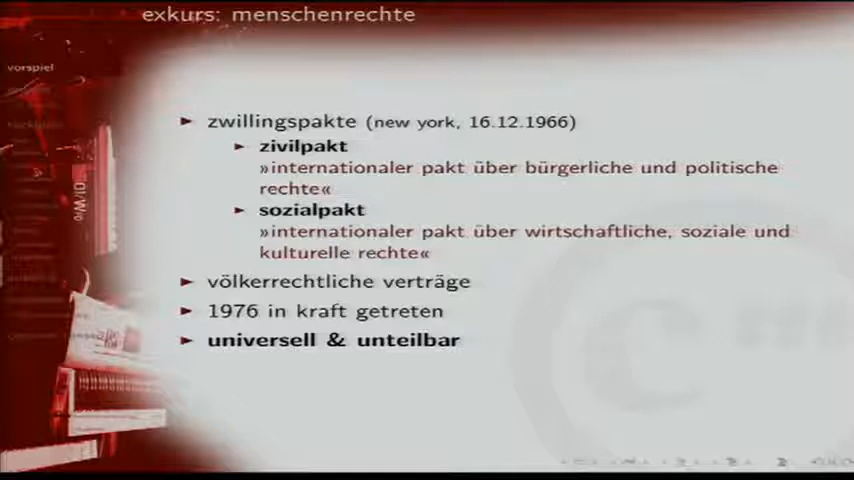 exkurs: menschenrechte
vorspiel
zwillingspakte (new york, 16.12.1966)
zivilpakt
»internationaler pakt über bürgerliche und politische
rechte«
sozialpakt
»internationaler pakt über wirtschaftliche, soziale und
kulturelle rechte«
völkerrechtliche verträge
1976 in kraft getreten
universell & unteilbar